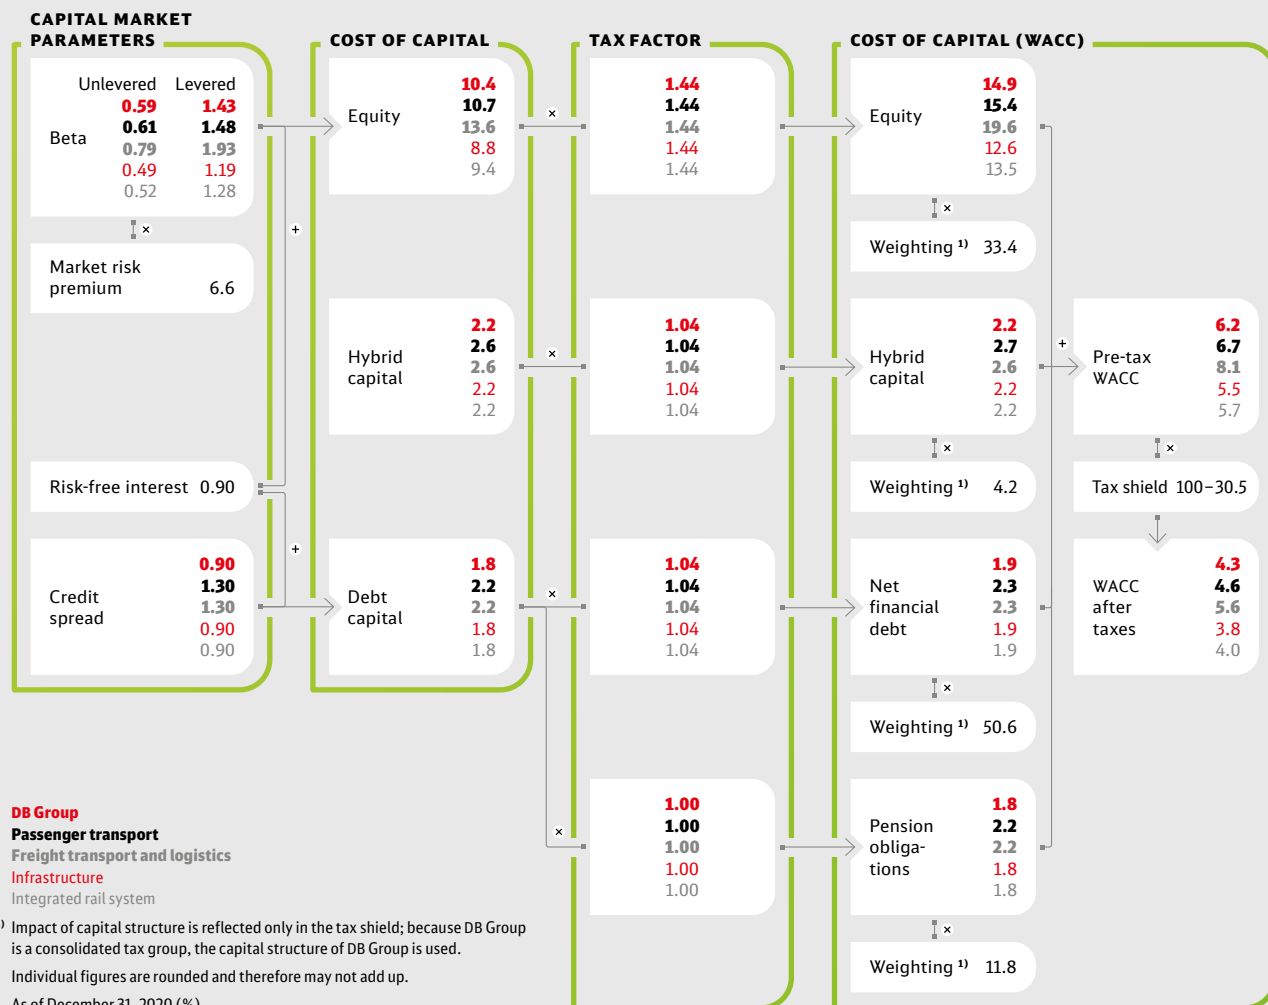 CAPITAL MARKET
PARAMETERS
COST OF CAPITAL
TAX FACTOR
COST OF CAPITAL (WACC)
Unlevered Levered
Beta
0.59 1.43
0.61 1.48
0.79 1.93
0.49 1.19
0.52 1.28
×
Market risk
premium 6.6
+
Risk-free interest 0.90
+
Credit
spread
0.90
1.30
1.30
0.90
0.90
Equity
10.4
10.7
13.6
8.8
9.4
×
Hybrid
capital
2.2
2.6
2.6
2.2
2.2
×
Debt
capital
1.8
2.2
2.2
1.8
1.8
×
×
1.44
1.44
1.44
1.44
1.44
1.04
1.04
1.04
1.04
1.04
1.04
1.04
1.04
1.04
1.04
1.00
1.00
1.00
1.00
1.00
Equity
14.9
15.4
19.6
12.6
13.5
×
Weighting 1) 33.4
Hybrid
capital
2.2
2.7
2.6
2.2
2.2
×
Weighting 1) 4.2
Net
financial
debt
1.9
2.3
2.3
1.9
1.9
×
Weighting 1) 50.6
Pension
obliga-
tions
1.8
2.2
2.2
1.8
1.8
×
Weighting 1) 11.8
+
Pre-tax
WACC
6.2
6.7
8.1
5.5
5.7
×
Tax shield 100–30.5
WACC
after
taxes
4.3
4.6
5.6
3.8
4.0
DB Group
Passenger transport
Freight transport and logistics
Infrastructure
Integrated rail system
1) Impact of capital structure is reflected only in the tax shield; because DB Group
is a consolidated tax group, the capital structure of DB Group is used.
Individual figures are rounded and therefore may not add up.
As of December 31, 2020 (%)